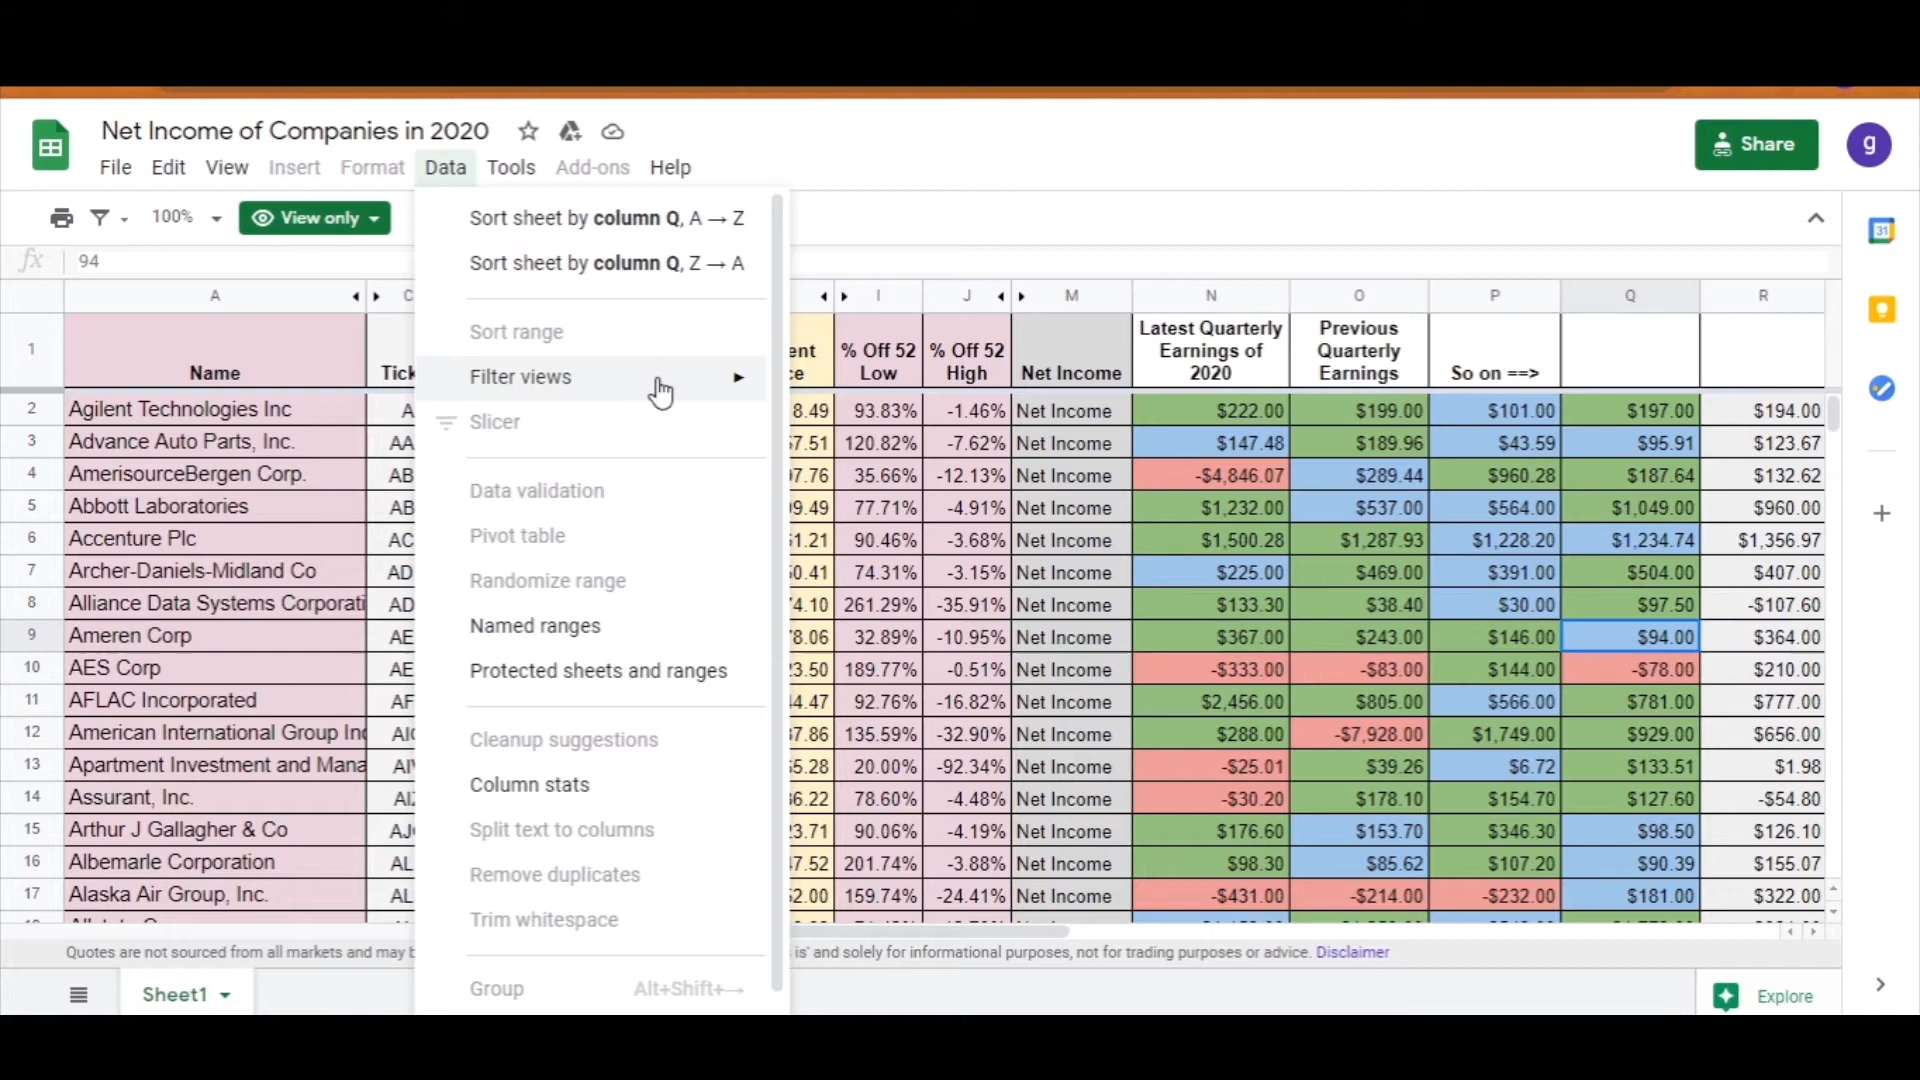 Net Income of Companies in 2020
Share
g
File Edit View Insert Format Data Tools Add-ons Help
100% View only
fx 94
Sort sheet by column Q, A → Z
Sort sheet by column Q, Z → A
Sort range
Filter views
Slicer
Data validation
Pivot table
Randomize range
Named ranges
Protected sheets and ranges
Cleanup suggestions
Column stats
Split text to columns
Remove duplicates
Trim whitespace
Group Alt+Shift+→
A C I J M N O P Q R
1 Name Tick ent ce % Off 52 Low % Off 52 High Net Income Latest Quarterly Earnings of 2020 Previous Quarterly Earnings So on ==>
2 Agilent Technologies Inc A 8.49 93.83% -1.46% Net Income $222.00 $199.00 $101.00 $197.00 $194.00
3 Advance Auto Parts, Inc. AA 7.51 120.82% -7.62% Net Income $147.48 $189.96 $43.59 $95.91 $123.67
4 AmerisourceBergen Corp. AB 7.76 35.66% -12.13% Net Income -$4,846.07 $289.44 $960.28 $187.64 $132.62
5 Abbott Laboratories AB 9.49 77.71% -4.91% Net Income $1,232.00 $537.00 $564.00 $1,049.00 $960.00
6 Accenture Plc AC 1.21 90.46% -3.68% Net Income $1,500.28 $1,287.93 $1,228.20 $1,234.74 $1,356.97
7 Archer-Daniels-Midland Co AD 0.41 74.31% -3.15% Net Income $225.00 $469.00 $391.00 $504.00 $407.00
8 Alliance Data Systems Corporati AD 4.10 261.29% -35.91% Net Income $133.30 $38.40 $30.00 $97.50 -$107.60
9 Ameren Corp AE 8.06 32.89% -10.95% Net Income $367.00 $243.00 $146.00 $94.00 $364.00
10 AES Corp AE 3.50 189.77% -0.51% Net Income -$333.00 -$83.00 $144.00 -$78.00 $210.00
11 AFLAC Incorporated AF 4.47 92.76% -16.82% Net Income $2,456.00 $805.00 $566.00 $781.00 $777.00
12 American International Group Inc AI 7.86 135.59% -32.90% Net Income $288.00 -$7,928.00 $1,749.00 $929.00 $656.00
13 Apartment Investment and Mana AI 5.28 20.00% -92.34% Net Income -$25.01 $39.26 $6.72 $133.51 $1.98
14 Assurant, Inc. AI 6.22 78.60% -4.48% Net Income -$30.20 $178.10 $154.70 $127.60 -$54.80
15 Arthur J Gallagher & Co AJ 3.71 90.06% -4.19% Net Income $176.60 $153.70 $346.30 $98.50 $126.10
16 Albemarle Corporation AL 7.52 201.74% -3.88% Net Income $98.30 $85.62 $107.20 $90.39 $155.07
17 Alaska Air Group, Inc. AL 2.00 159.74% -24.41% Net Income -$431.00 -$214.00 -$232.00 $181.00 $322.00
Quotes are not sourced from all markets and may b is' and solely for informational purposes, not for trading purposes or advice. Disclaimer
Sheet1
Explore
31